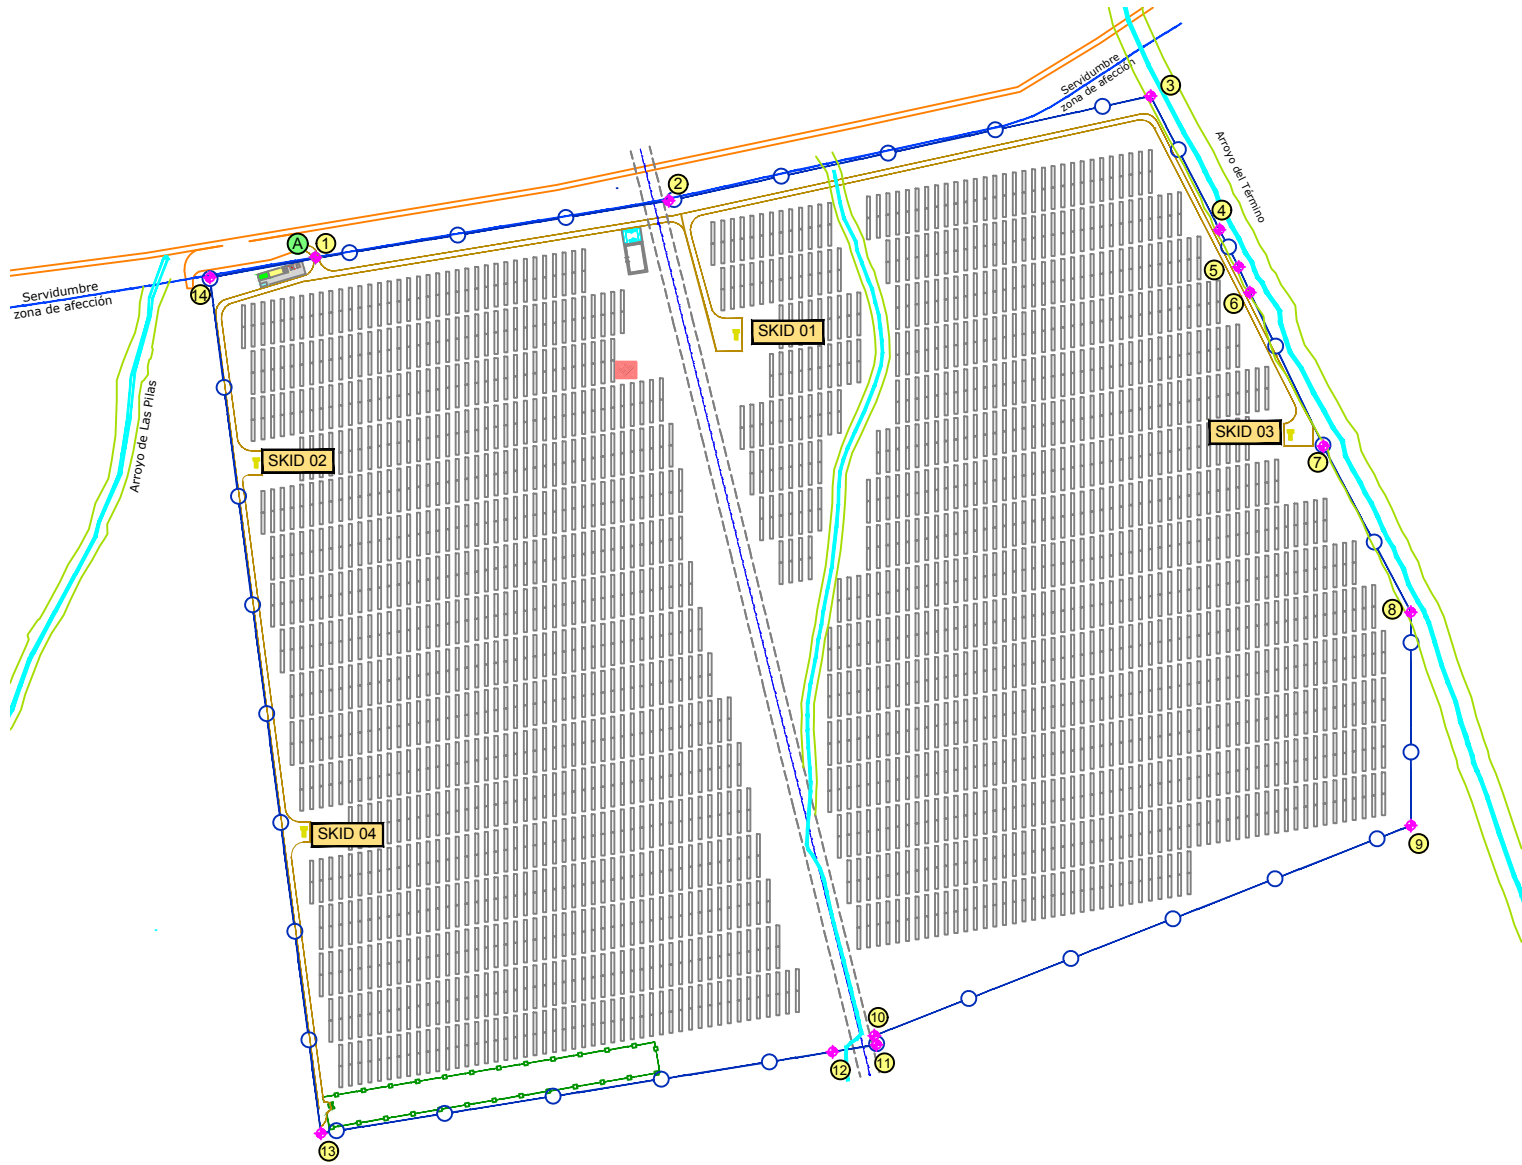 Servidumbre
zona de afección
3
Arroyo del Término
2
4
A
1
5
6
14
Servidumbre
zona de afección
SKID 01
Arroyo de Las Pilas
SKID 03
SKID 02
7
8
SKID 04
9
10
11
12
13